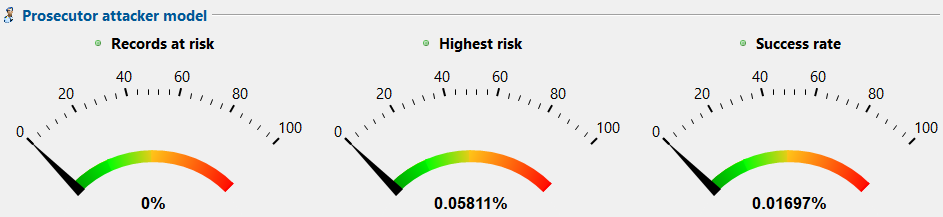 Prosecutor attacker model
Records at risk
0 20 40 60 80 100
0%
Highest risk
0 20 40 60 80 100
0.05811%
Success rate
0 20 40 60 80 100
0.01697%